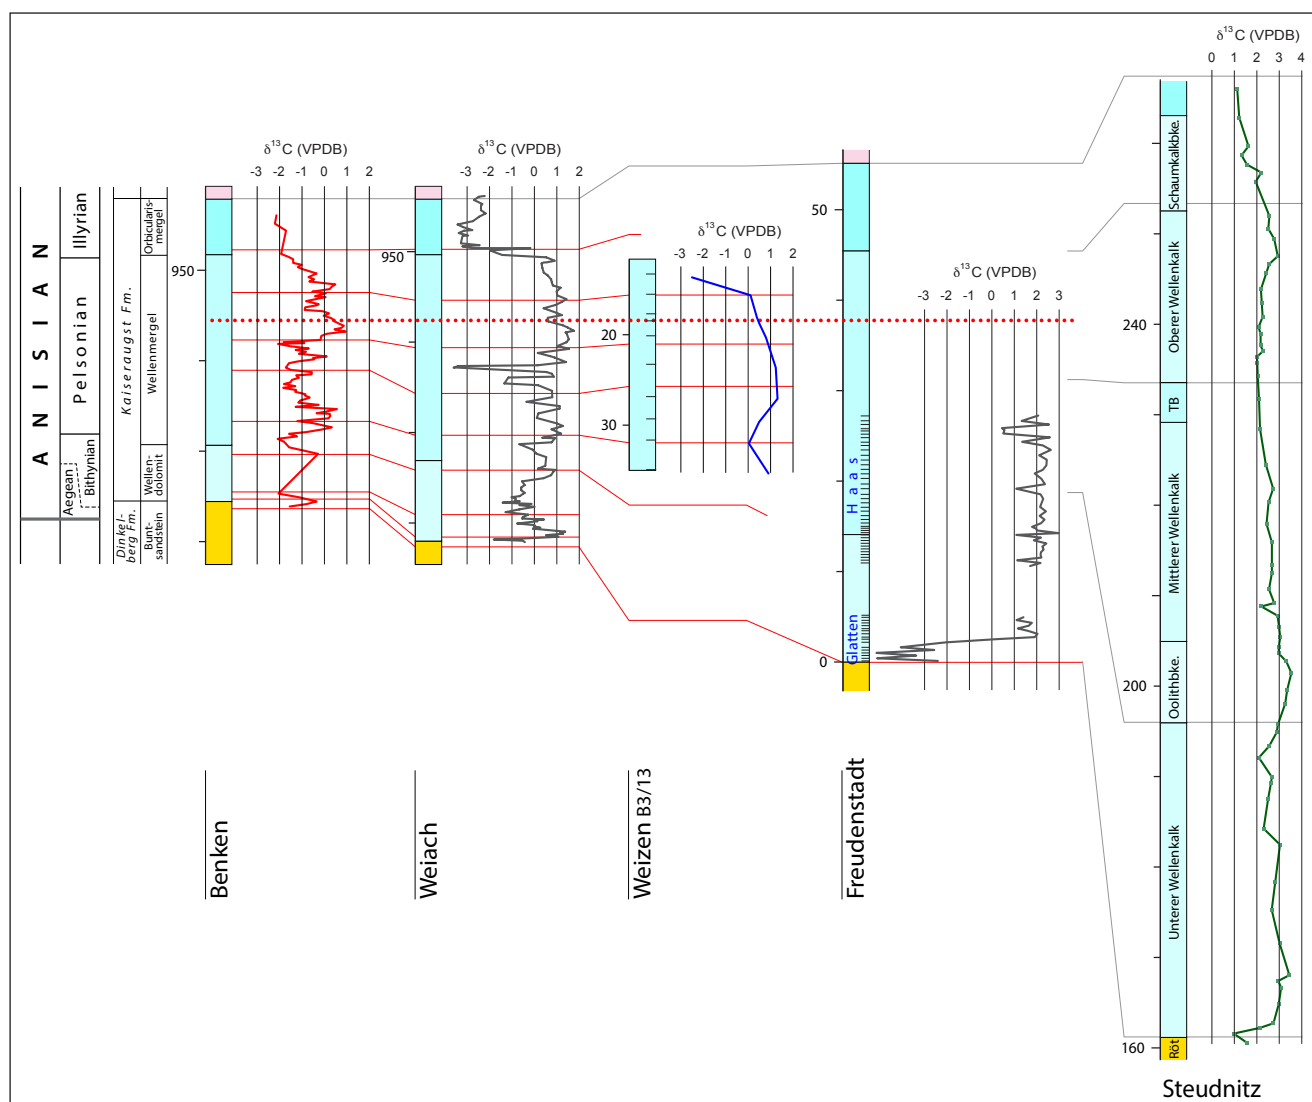 δ13C (VPDB)
0 1 2 3 4
δ13C (VPDB)
-3 -2 -1 0 1 2
δ13C (VPDB)
-3 -2 -1 0 1 2
δ13C (VPDB)
-3 -2 -1 0 1 2
δ13C (VPDB)
-3 -2 -1 0 1 2 3
ANISIAN
Illyrian
Pelsonian
Bithynian
Aegean
Kaiseraugst Fm.
Dinkel-
berg Fm.
Orbicularis-
mergel
Wellenmergel
Wellen-
dolomit
Bunt-
sandstein
950
950
20
30
50
0
Haas
Glatten
240
200
160
Schaumkalkbke.
Oberer Wellenkalk
TB
Mittlerer Wellenkalk
Oolithbke.
Unterer Wellenkalk
Röt
Benken
Weiach
Weizen B3/13
Freudenstadt
Steudnitz